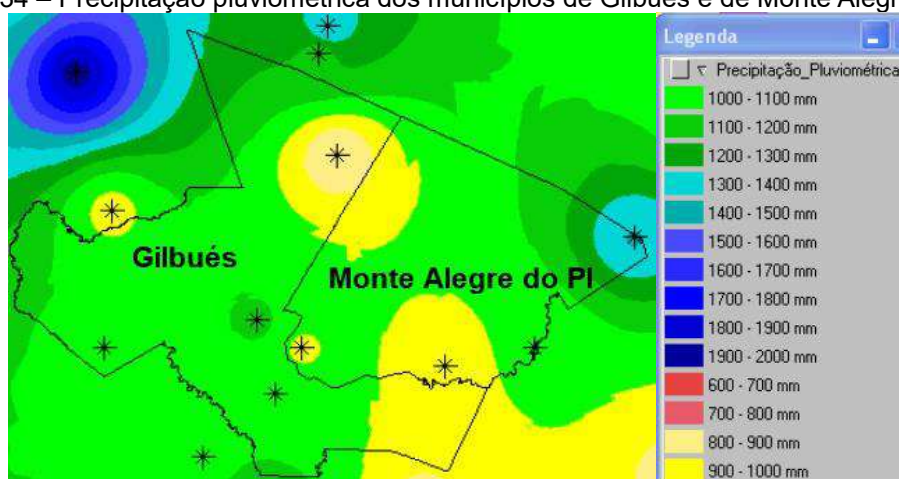 34 – Precipitação pluviométrica dos municípios de Gilbués e de Monte Alegr
Gilbués
Monte Alegre do PI
Legenda
Precipitação_Pluviométrica
1000 - 1100 mm
1100 - 1200 mm
1200 - 1300 mm
1300 - 1400 mm
1400 - 1500 mm
1500 - 1600 mm
1600 - 1700 mm
1700 - 1800 mm
1800 - 1900 mm
1900 - 2000 mm
600 - 700 mm
700 - 800 mm
800 - 900 mm
900 - 1000 mm